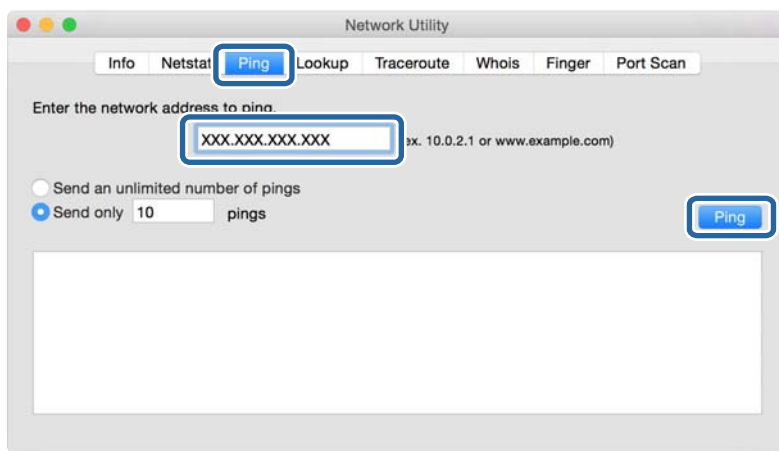 Network Utility
Info Netstat Ping Lookup Traceroute Whois Finger Port Scan
Enter the network address to ping.
XXX.XXX.XXX.XXX ex. 10.0.2.1 or www.example.com)
Send an unlimited number of pings
Send only 10 pings
Ping